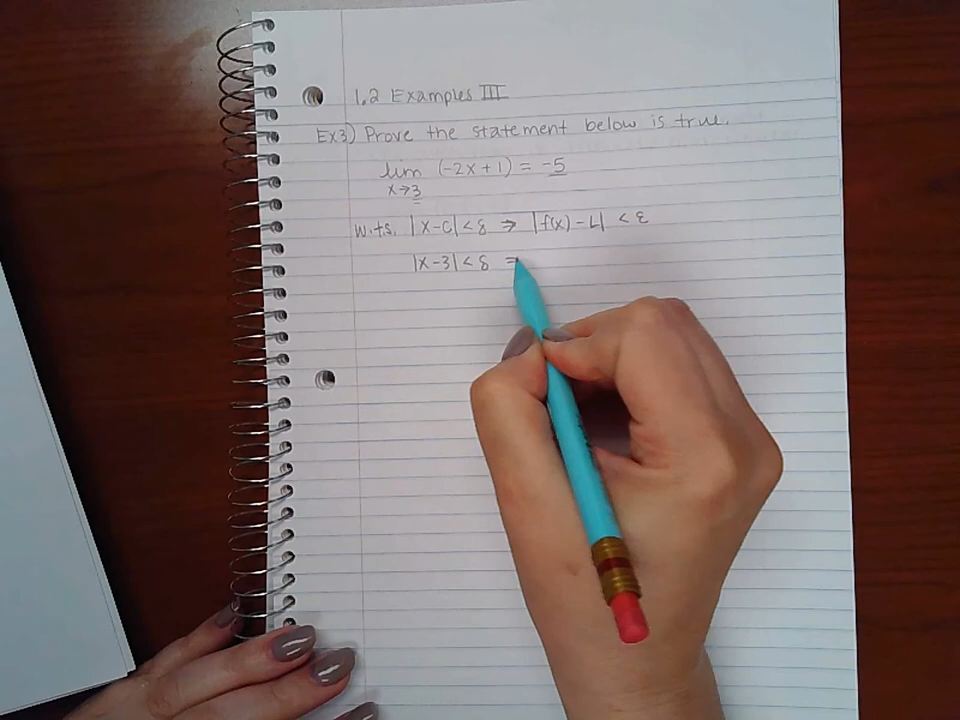 1.2 Examples III
Ex3) Prove the statement below is true.
lim (-2x+1) = -5
x→3
w.t.s. |x-c|<δ ⇒ |f(x)-L| < ε
|x-3|<δ ⇒